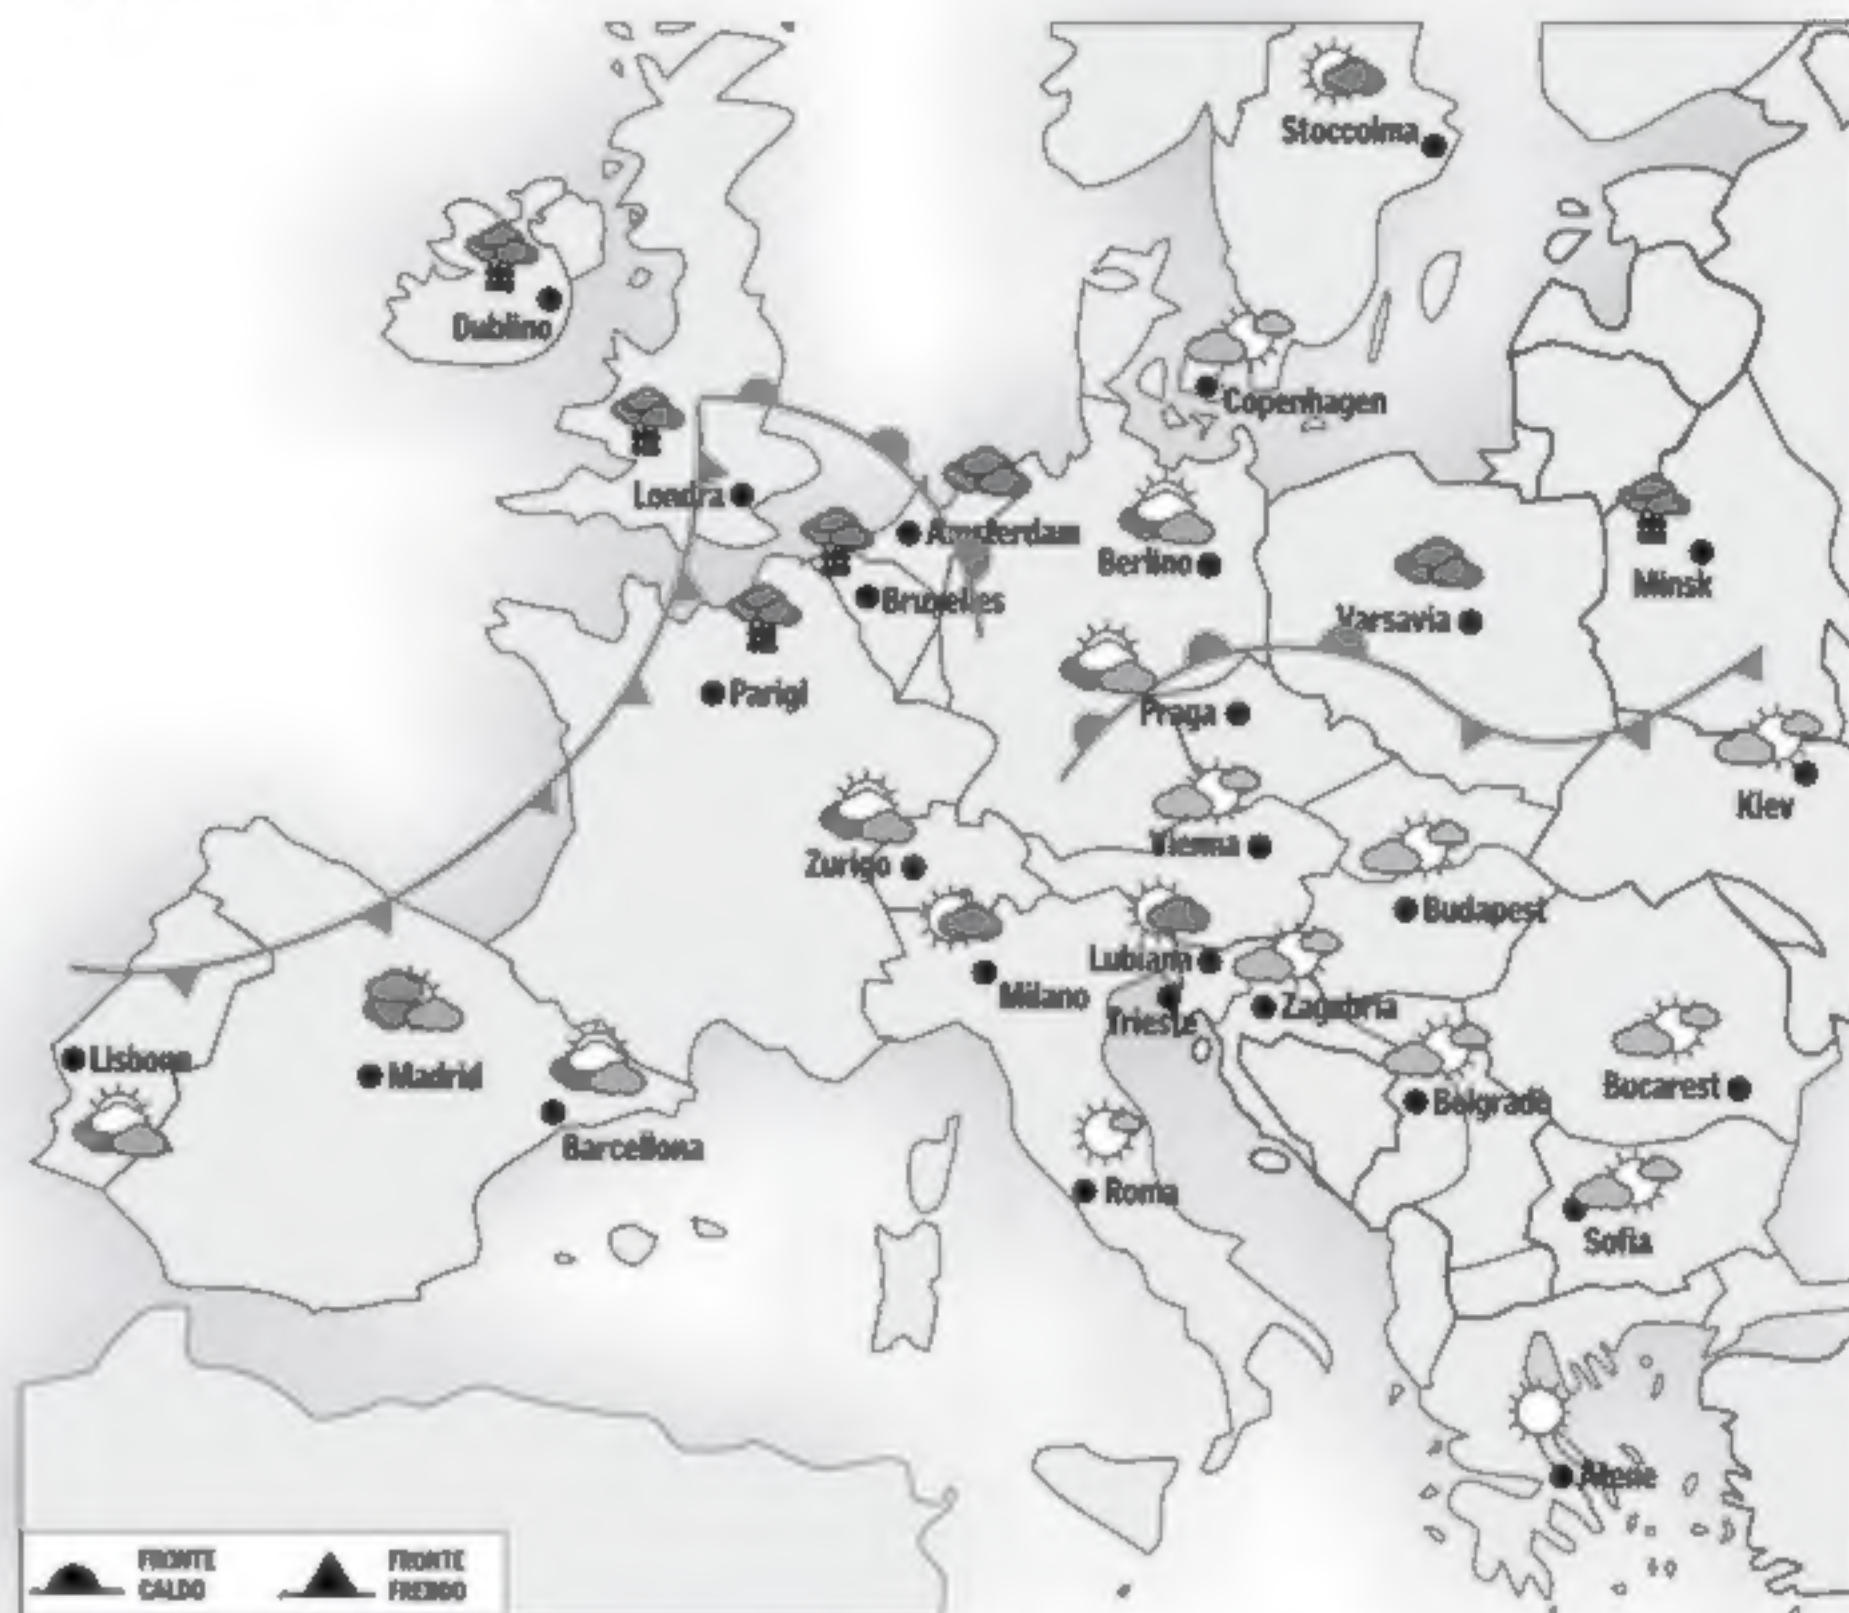 Stoccolma
Dublino
Copenhagen
Londra
Amsterdam
Berlino
Minsk
Bruxelles
Varsavia
Parigi
Praga
Kiev
Vienna
Zurigo
Budapest
Lubiana
Milano
Zagabria
Trieste
Lisbona
Madrid
Bucarest
Belgrado
Barcellona
Roma
Sofia
Atene
FRONTE
CALDO
FRONTE
FREDDO